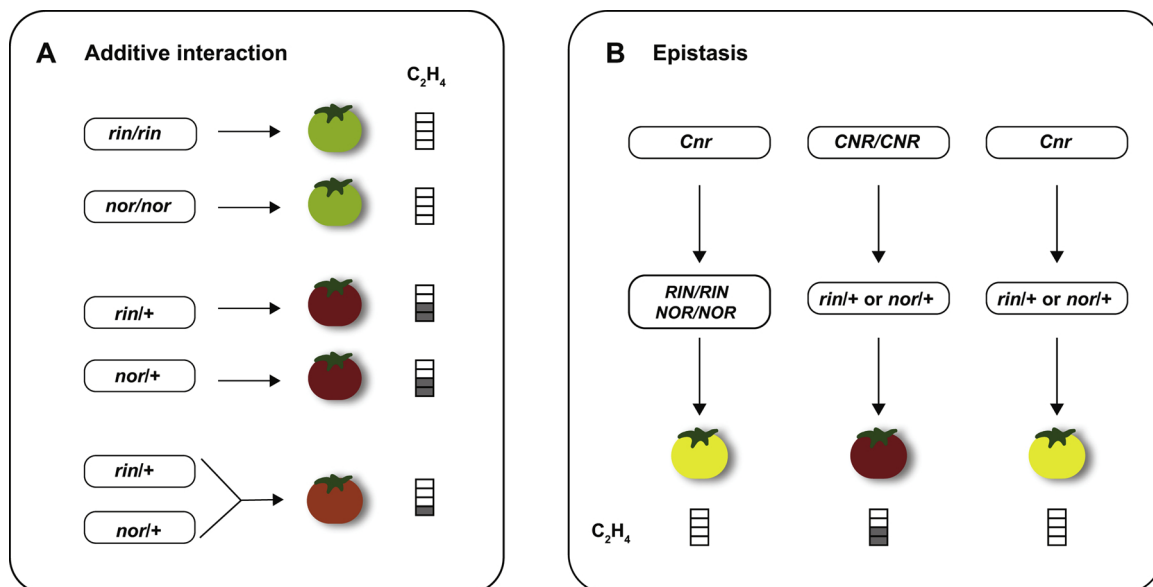 A Additive interaction
C₂H₄
rin/rin
nor/nor
rin/+
nor/+
rin/+
nor/+
B Epistasis
Cnr
CNR/CNR
Cnr
RIN/RIN
NOR/NOR
rin/+ or nor/+
rin/+ or nor/+
C₂H₄